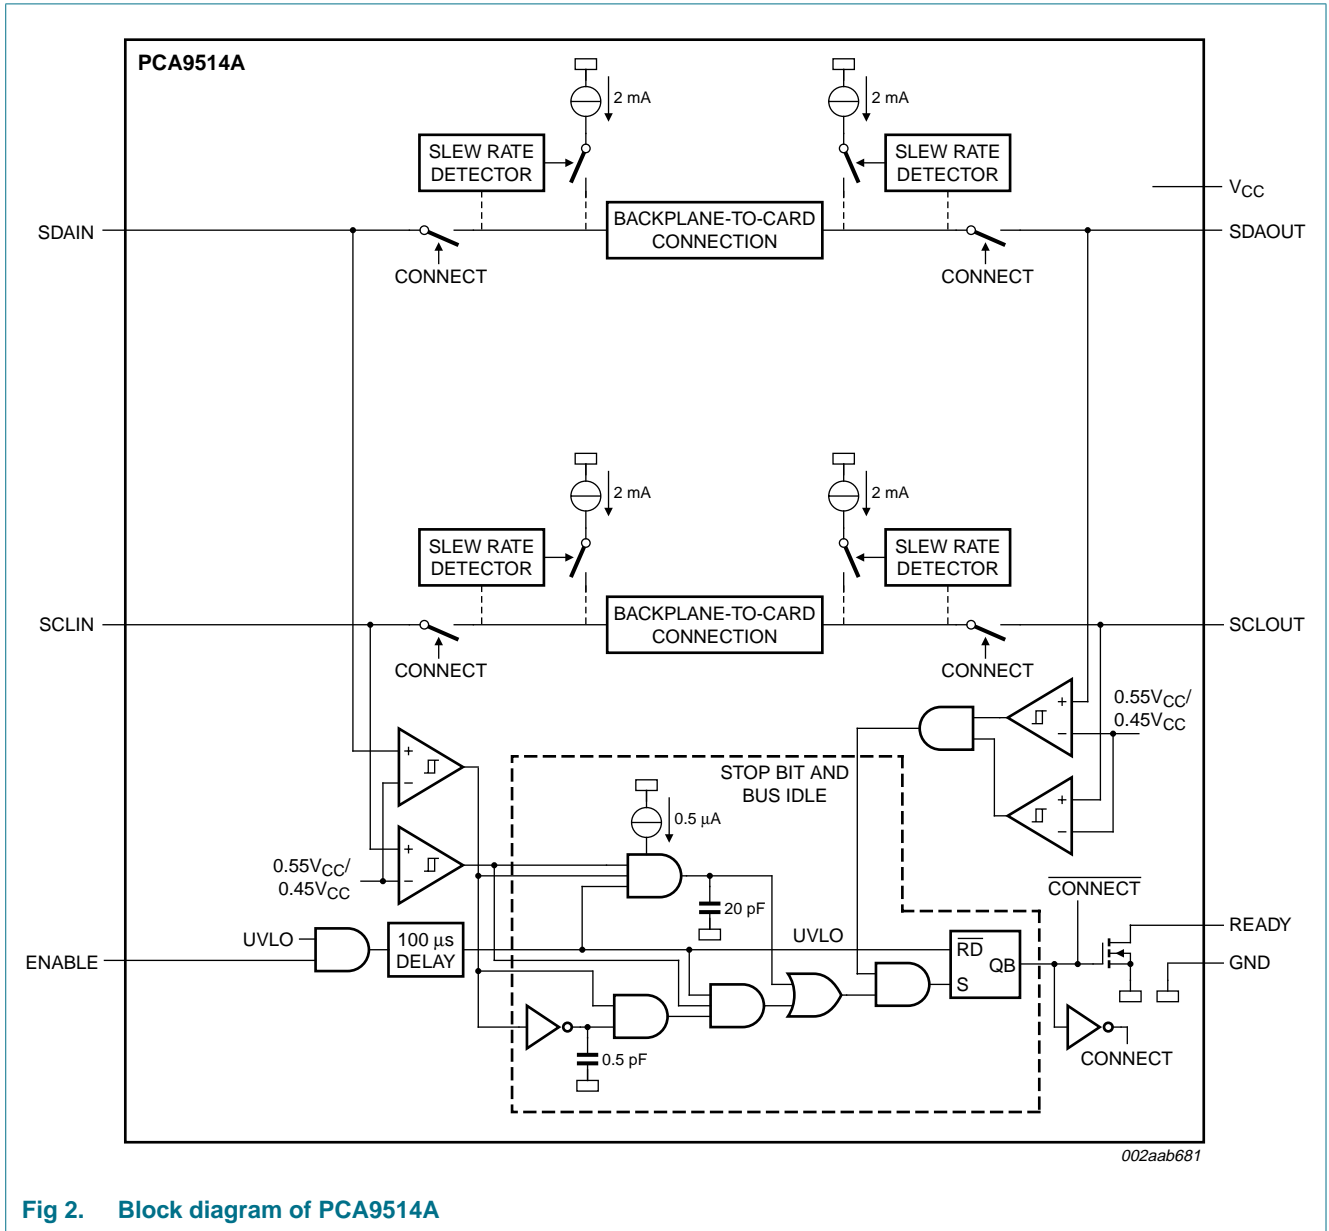 PCA9514A
2 mA
2 mA
SLEW RATE
DETECTOR
SLEW RATE
DETECTOR
VCC
SDAIN
BACKPLANE-TO-CARD
CONNECTION
SDAOUT
CONNECT
CONNECT
2 mA
2 mA
SLEW RATE
DETECTOR
SLEW RATE
DETECTOR
SCLIN
BACKPLANE-TO-CARD
CONNECTION
SCLOUT
CONNECT
CONNECT
+
−
0.55VCC/
0.45VCC
+
−
STOP BIT AND
BUS IDLE
+
−
0.5 μA
+
−
0.55VCC/
0.45VCC
20 pF
CONNECT
UVLO
ENABLE
100 μs
DELAY
UVLO
RD
QB
S
READY
GND
0.5 pF
CONNECT
002aab681
Fig 2. Block diagram of PCA9514A